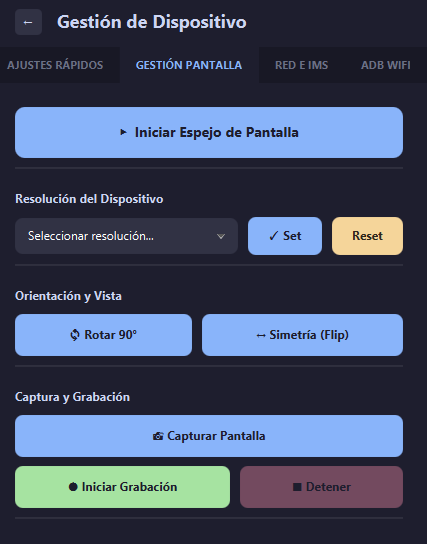 ← Gestión de Dispositivo
AJUSTES RÁPIDOS GESTIÓN PANTALLA RED E IMS ADB WIFI
▶ Iniciar Espejo de Pantalla
Resolución del Dispositivo
Seleccionar resolución... ✓ Set Reset
Orientación y Vista
Rotar 90° ↔ Simetría (Flip)
Captura y Grabación
📷 Capturar Pantalla
● Iniciar Grabación ■ Detener